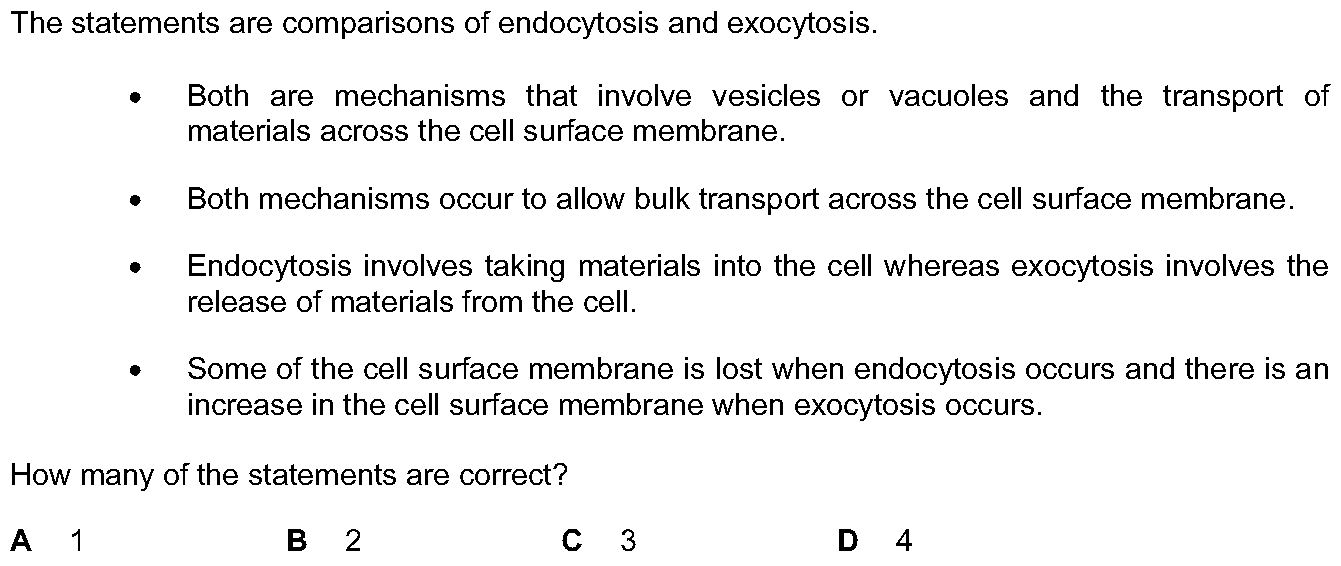 The statements are comparisons of endocytosis and exocytosis.
• Both are mechanisms that involve vesicles or vacuoles and the transport of
materials across the cell surface membrane.
• Both mechanisms occur to allow bulk transport across the cell surface membrane.
• Endocytosis involves taking materials into the cell whereas exocytosis involves the
release of materials from the cell.
• Some of the cell surface membrane is lost when endocytosis occurs and there is an
increase in the cell surface membrane when exocytosis occurs.
How many of the statements are correct?
A 1 B 2 C 3 D 4